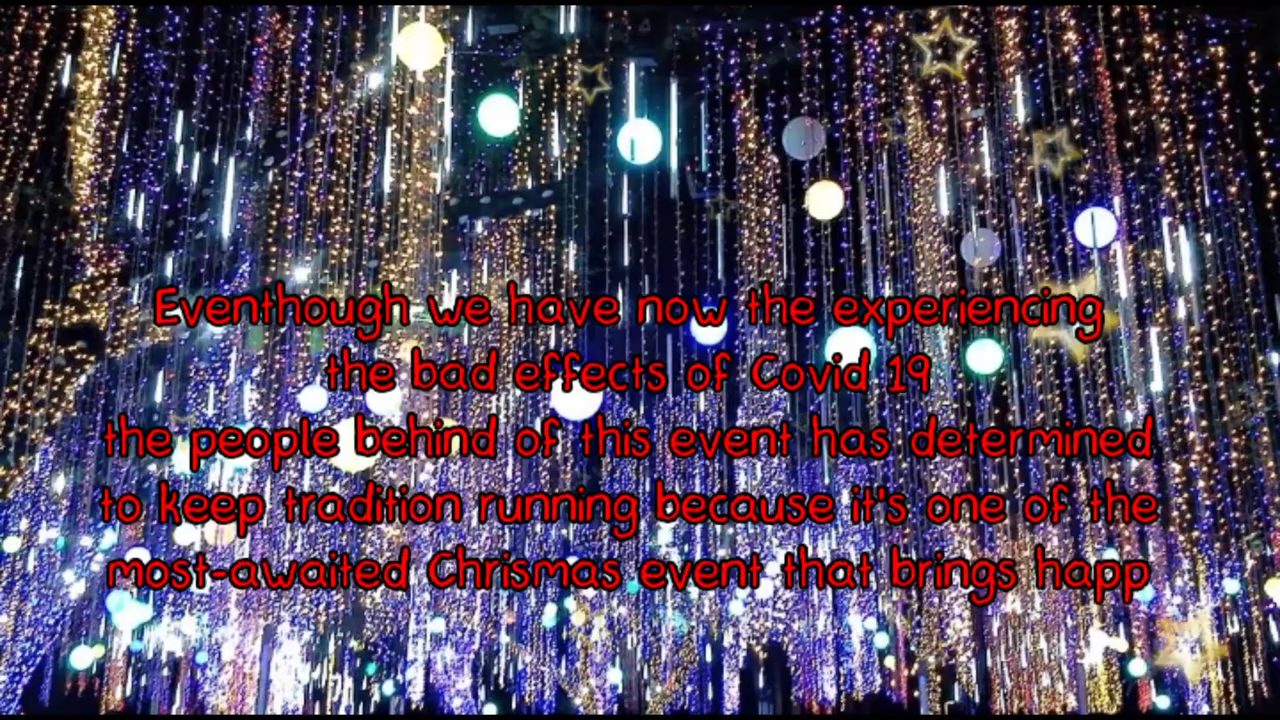 Eventhough we have now the experiencing
the bad effects of Covid 19
the people behind of this event has determined
to keep tradition running because it's one of the
most-awaited Chrismas event that brings happ